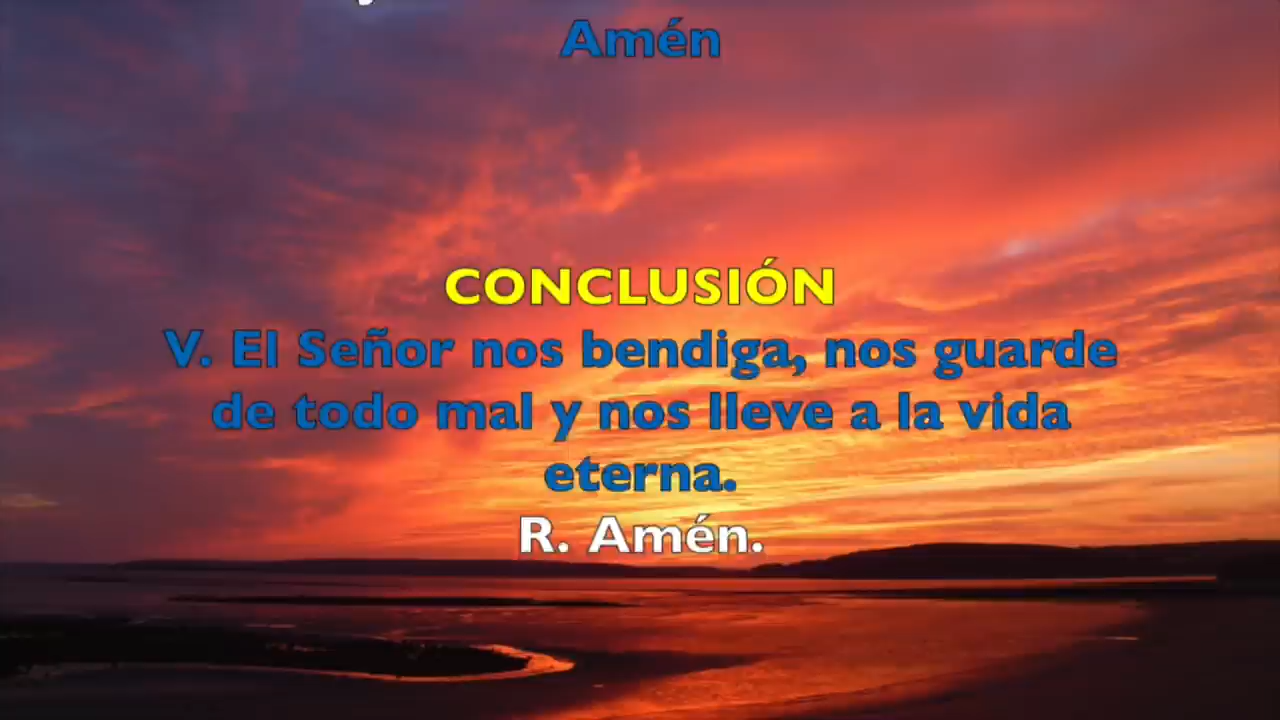 Amén
CONCLUSIÓN
V. El Señor nos bendiga, nos guarde
de todo mal y nos lleve a la vida
eterna.
R. Amén.